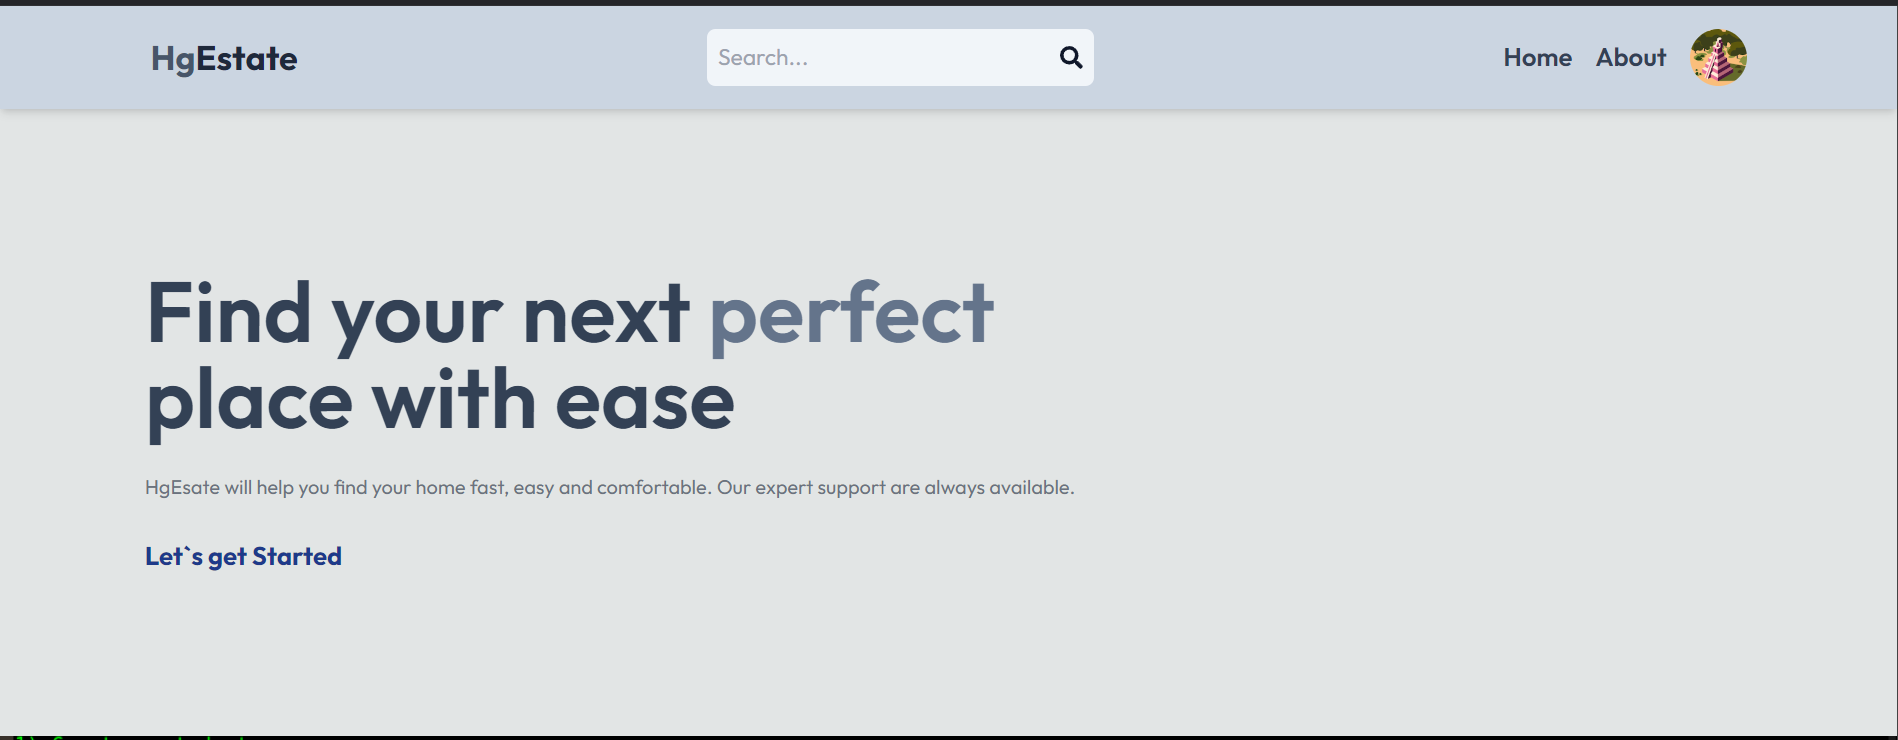 HgEstate
Search...
Home
About
Find your next perfect
place with ease
HgEsate will help you find your home fast, easy and comfortable. Our expert support are always available.
Let`s get Started